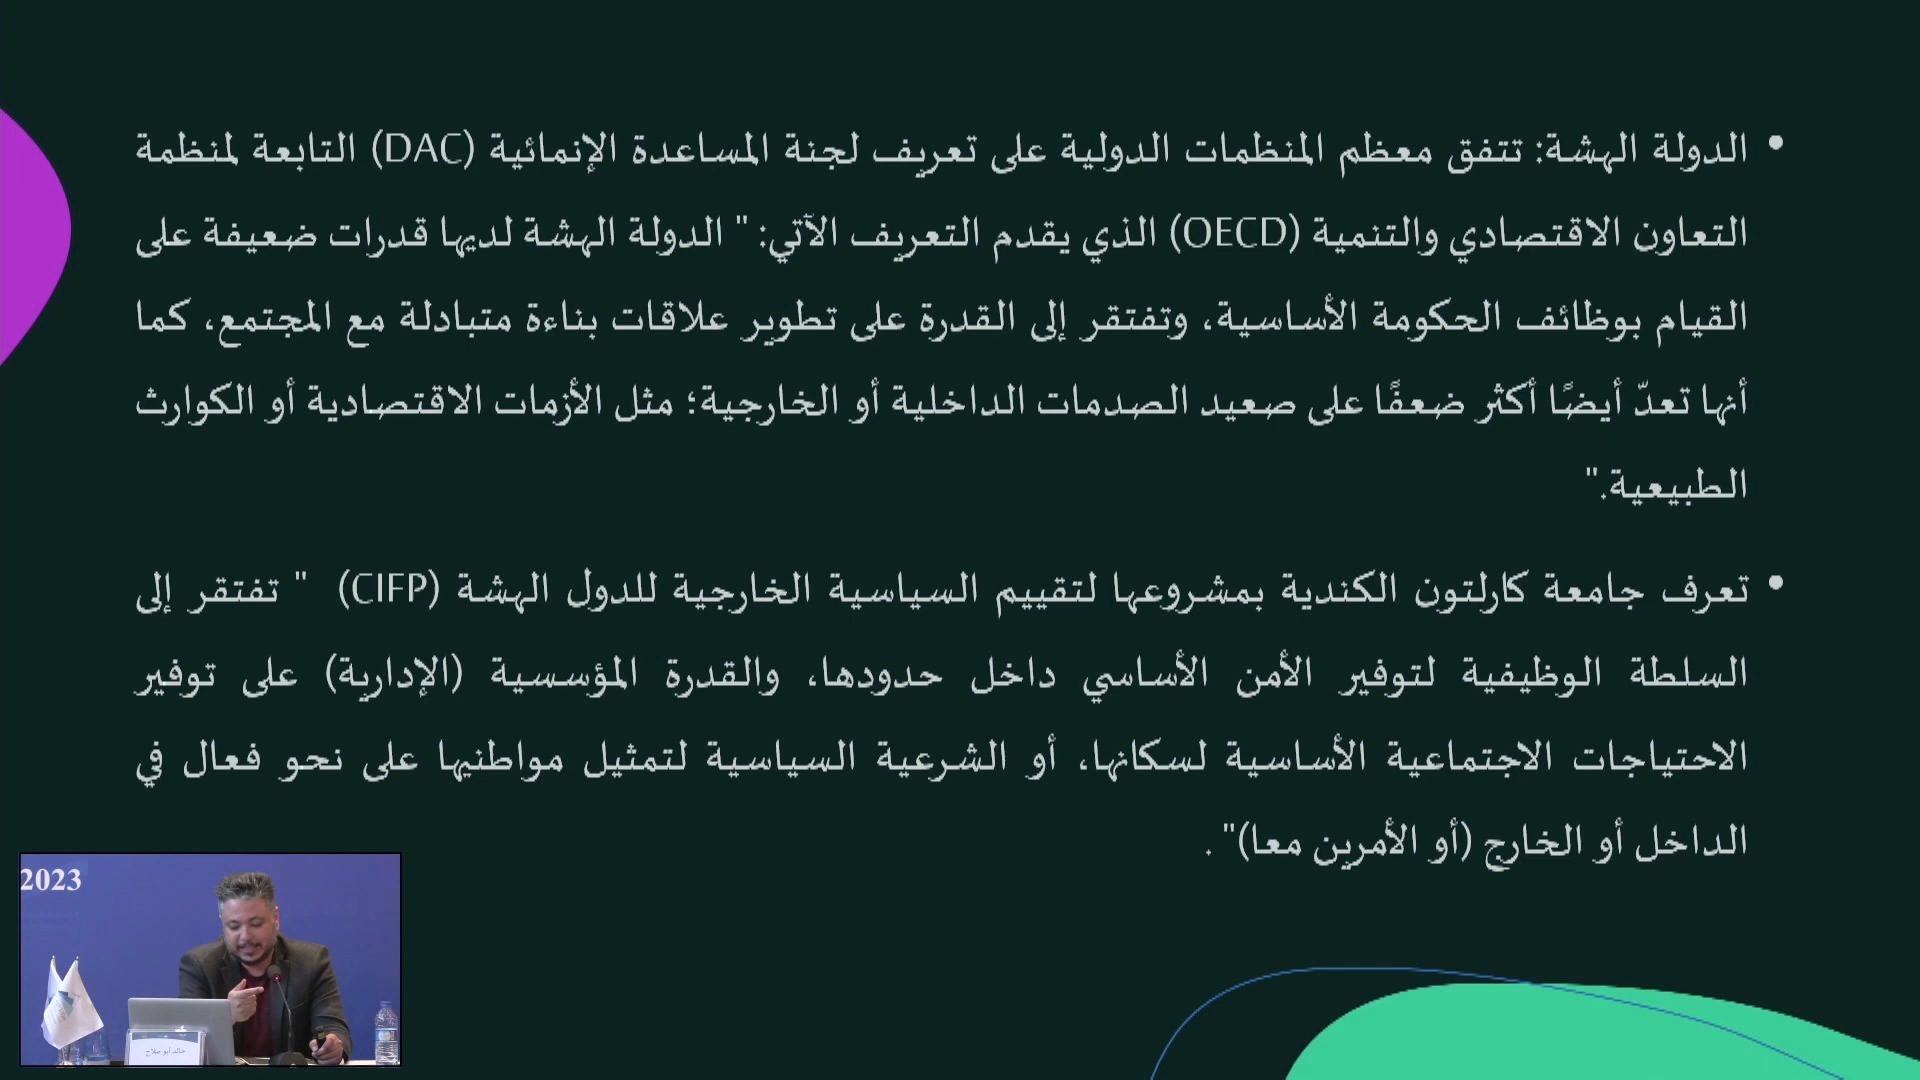 • الدولة الهشة: تتفق معظم المنظمات الدولية على تعريف لجنة المساعدة الإنمائية (DAC) التابعة لمنظمة
التعاون الاقتصادي والتنمية (OECD) الذي يقدم التعريف الآتي: " الدولة الهشة لديها قدرات ضعيفة على
القيام بوظائف الحكومة الأساسية، وتفتقر إلى القدرة على تطوير علاقات بناءة متبادلة مع المجتمع، كما
أنها تعدّ أيضًا أكثر ضعفًا على صعيد الصدمات الداخلية أو الخارجية؛ مثل الأزمات الاقتصادية أو الكوارث
الطبيعية."
• تعرف جامعة كارلتون الكندية بمشروعها لتقييم السياسية الخارجية للدول الهشة (CIFP) " تفتقر إلى
السلطة الوظيفية لتوفير الأمن الأساسي داخل حدودها، والقدرة المؤسسية (الإدارية) على توفير
الاحتياجات الاجتماعية الأساسية لسكانها، أو الشرعية السياسية لتمثيل مواطنيها على نحو فعال في
الداخل أو الخارج (أو الأمرين معا)" .
2023